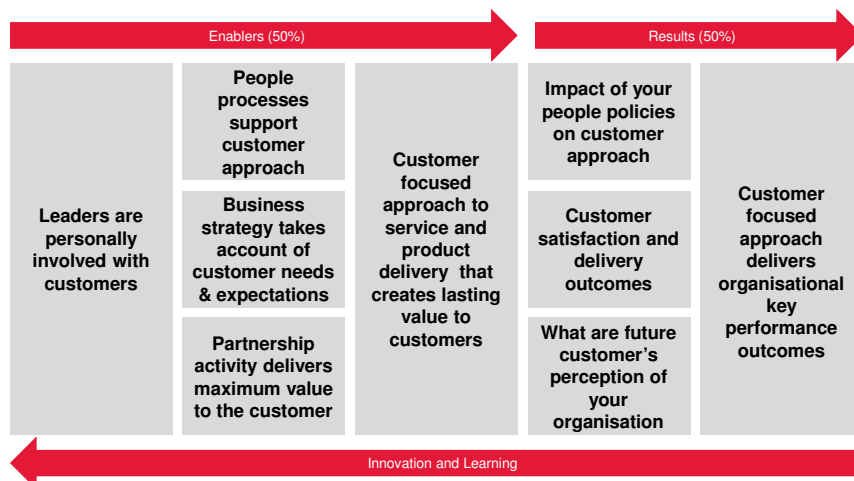 Enablers (50%)
Results (50%)
Leaders are
personally
involved with
customers
People
processes
support
customer
approach
Business
strategy takes
account of
customer needs
& expectations
Partnership
activity delivers
maximum value
to the customer
Customer
focused
approach to
service and
product
delivery that
creates lasting
value to
customers
Impact of your
people policies
on customer
approach
Customer
satisfaction and
delivery
outcomes
What are future
customer's
perception of
your
organisation
Customer
focused
approach
delivers
organisational
key
performance
outcomes
Innovation and Learning